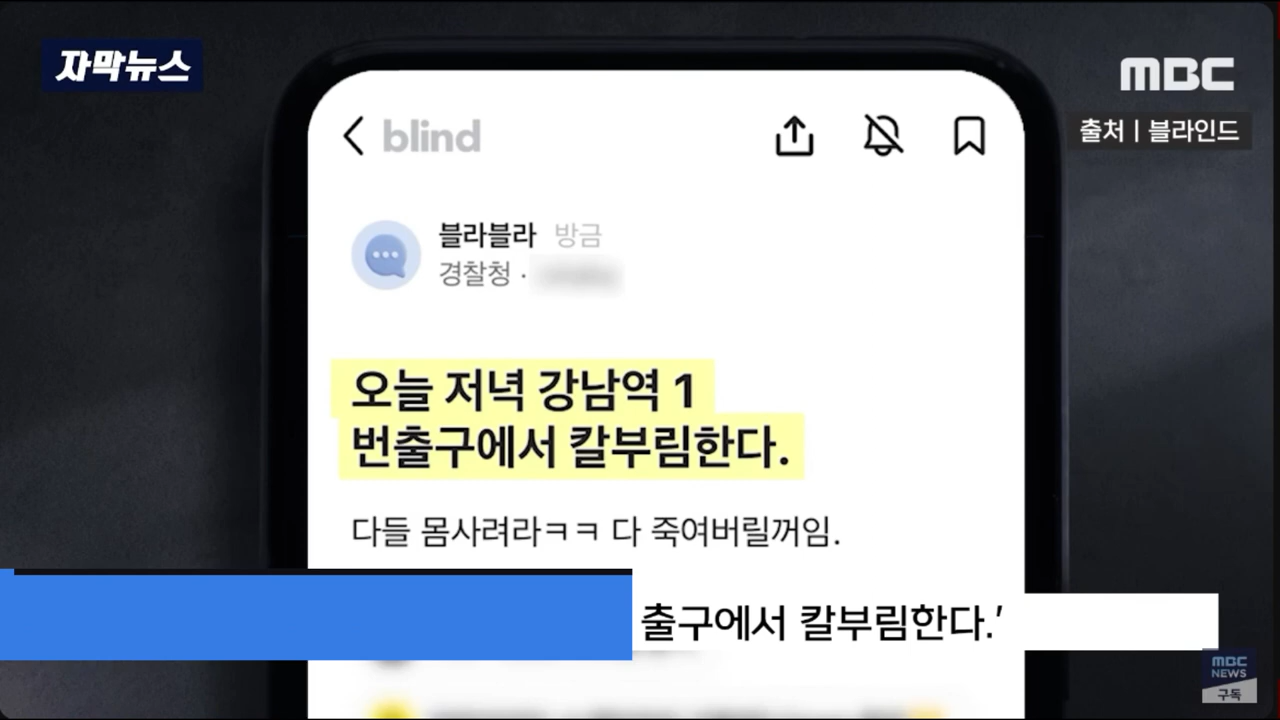 자막뉴스
MBC
출처 | 블라인드
blind
블라블라 방금
경찰청 ·
오늘 저녁 강남역 1
번출구에서 칼부림한다.
다들 몸사려라ㅋㅋ 다 죽여버릴꺼임.
출구에서 칼부림한다.'
MBC
NEWS
구독